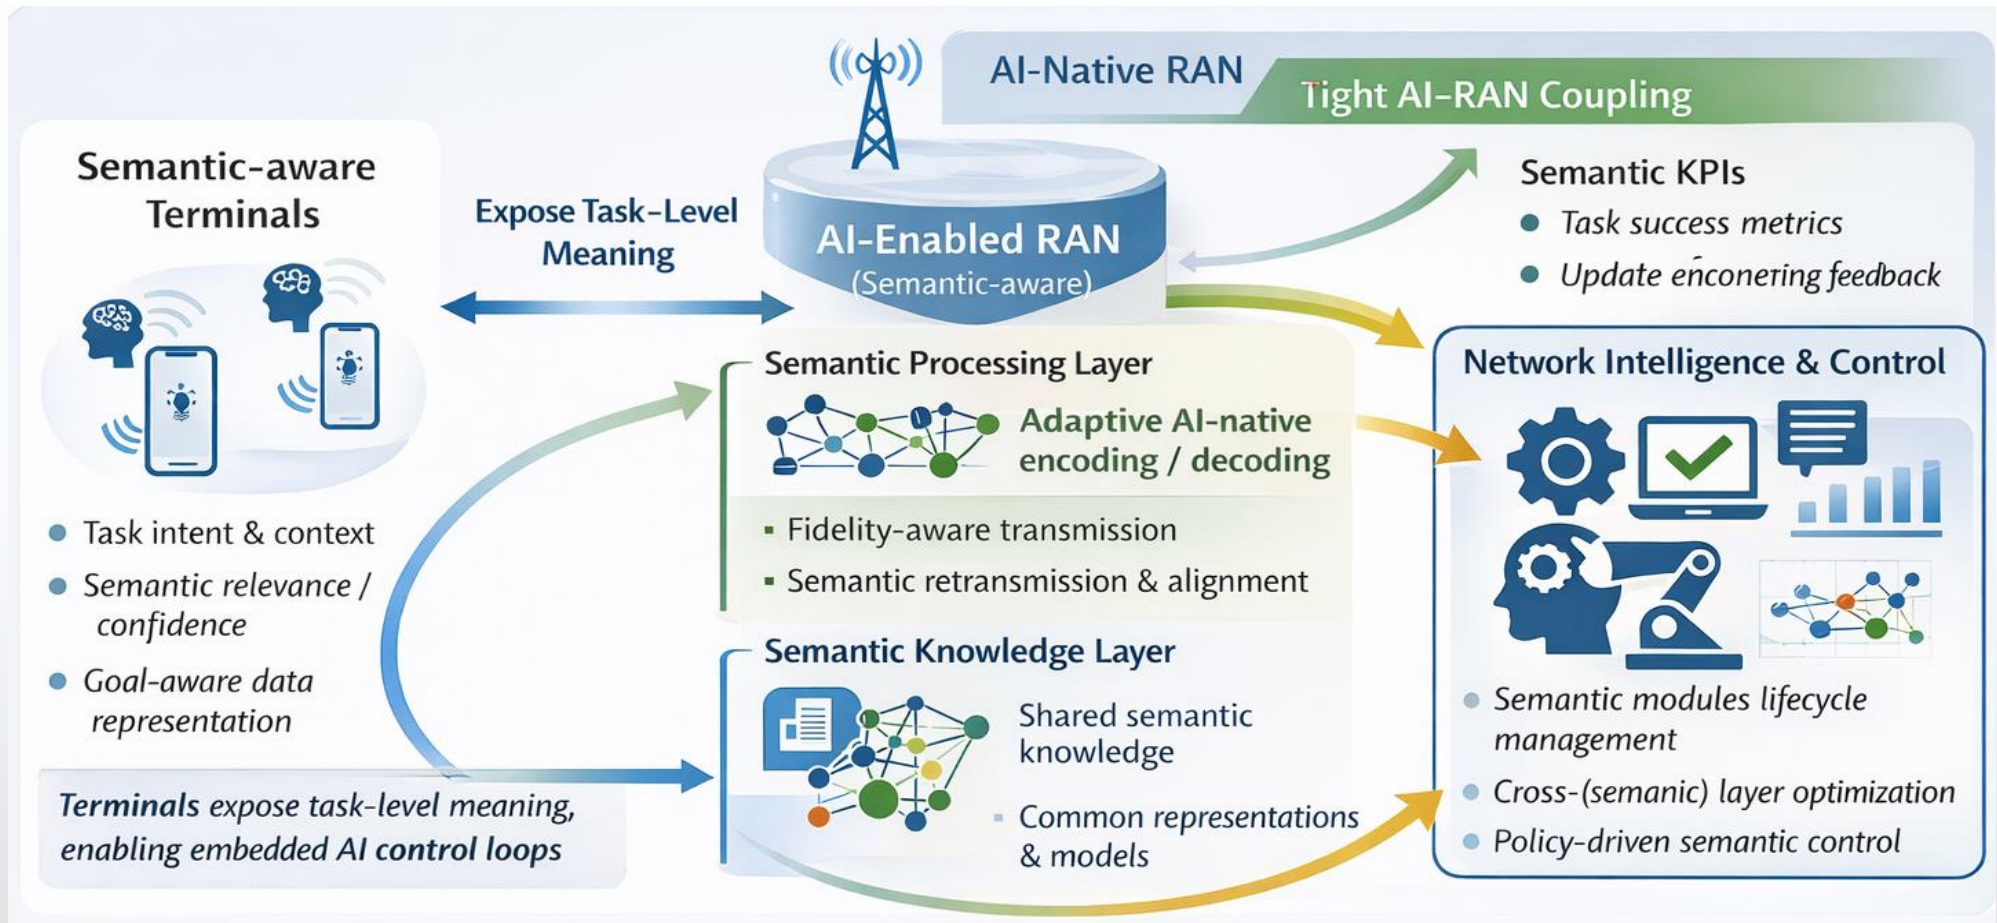 AI-Native RAN
Tight AI-RAN Coupling
Semantic-aware
Terminals
Expose Task-Level
Meaning
AI-Enabled RAN
(Semantic-aware)
Semantic KPIs
● Task success metrics
● Update enconering feedback
● Task intent & context
● Semantic relevance /
confidence
● Goal-aware data
representation
Terminals expose task-level meaning,
enabling embedded AI control loops
Semantic Processing Layer
Adaptive AI-native
encoding / decoding
▪ Fidelity-aware transmission
▪ Semantic retransmission & alignment
Semantic Knowledge Layer
Shared semantic
knowledge
▪ Common representations
& models
Network Intelligence & Control
● Semantic modules lifecycle
management
● Cross-(semanic) layer optimization
● Policy-driven semantic control